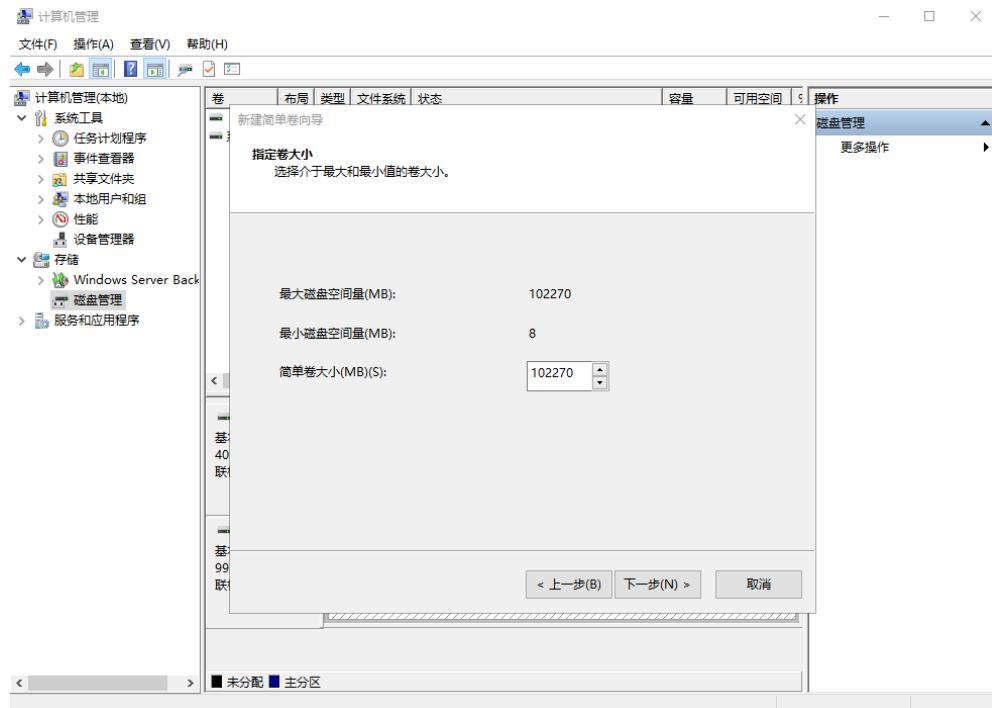 计算机管理
文件(F) 操作(A) 查看(V) 帮助(H)
计算机管理(本地)
系统工具
任务计划程序
事件查看器
共享文件夹
本地用户和组
性能
设备管理器
存储
Windows Server Back
磁盘管理
服务和应用程序
卷 布局 类型 文件系统 状态 容量 可用空间
新建简单卷向导
指定卷大小
选择介于最大和最小值的卷大小。
最大磁盘空间量(MB): 102270
最小磁盘空间量(MB): 8
简单卷大小(MB)(S): 102270
< 上一步(B) 下一步(N) > 取消
基
40
联
基
99
联
未分配 主分区
操作
磁盘管理
更多操作